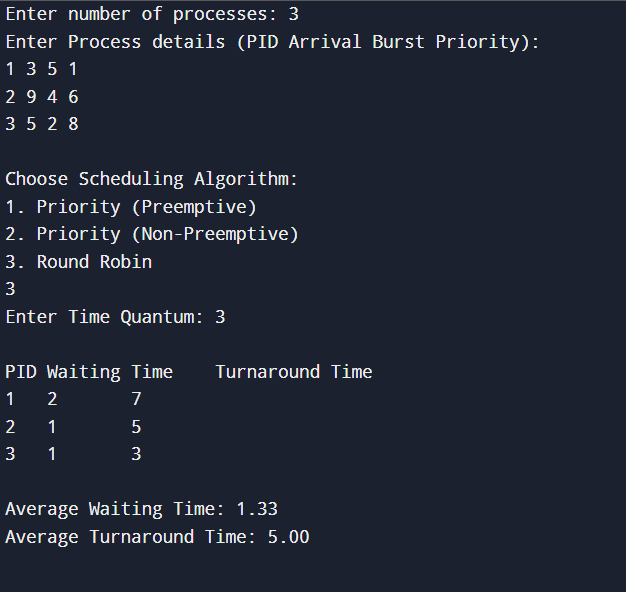 Enter number of processes: 3
Enter Process details (PID Arrival Burst Priority):
1 3 5 1
2 9 4 6
3 5 2 8
Choose Scheduling Algorithm:
1. Priority (Preemptive)
2. Priority (Non-Preemptive)
3. Round Robin
3
Enter Time Quantum: 3
PID Waiting Time    Turnaround Time
1   2       7
2   1       5
3   1       3
Average Waiting Time: 1.33
Average Turnaround Time: 5.00